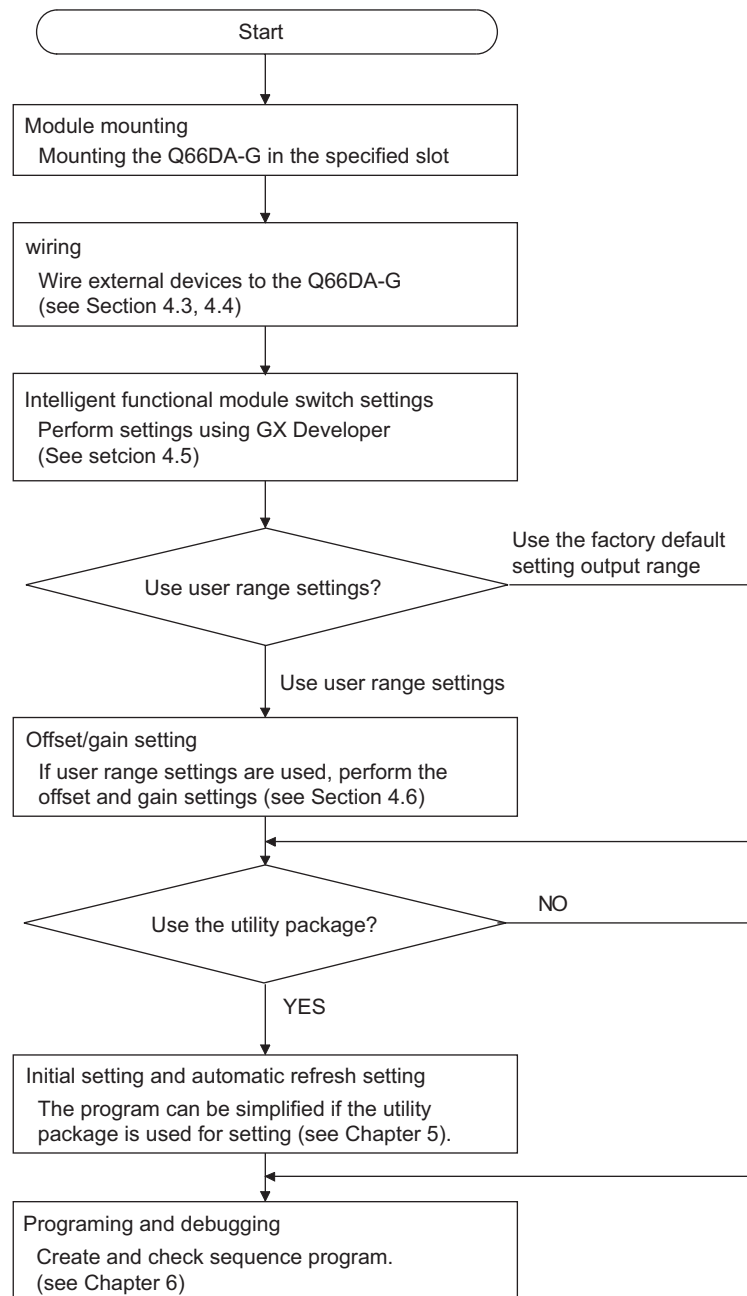 Start
Module mounting
Mounting the Q66DA-G in the specified slot
wiring
Wire external devices to the Q66DA-G
(see Section 4.3, 4.4)
Intelligent functional module switch settings
Perform settings using GX Developer
(See setcion 4.5)
Use user range settings?
Use the factory default
setting output range
Use user range settings
Offset/gain setting
If user range settings are used, perform the
offset and gain settings (see Section 4.6)
Use the utility package?
NO
YES
Initial setting and automatic refresh setting
The program can be simplified if the utility
package is used for setting (see Chapter 5).
Programing and debugging
Create and check sequence program.
(see Chapter 6)